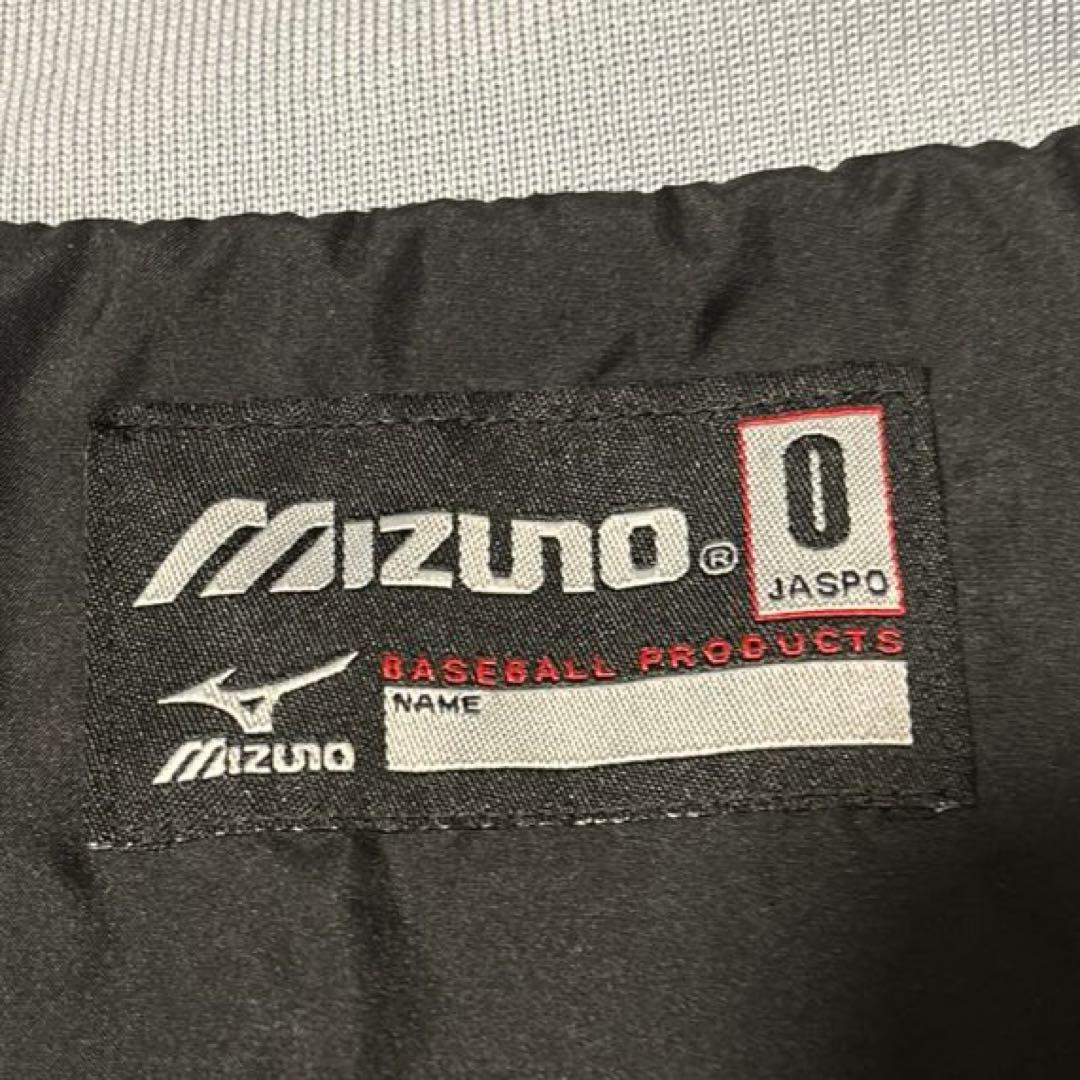 MIZUNO®
O
JASPO
BASEBALL PRODUCTS
NAME
MIZUNO